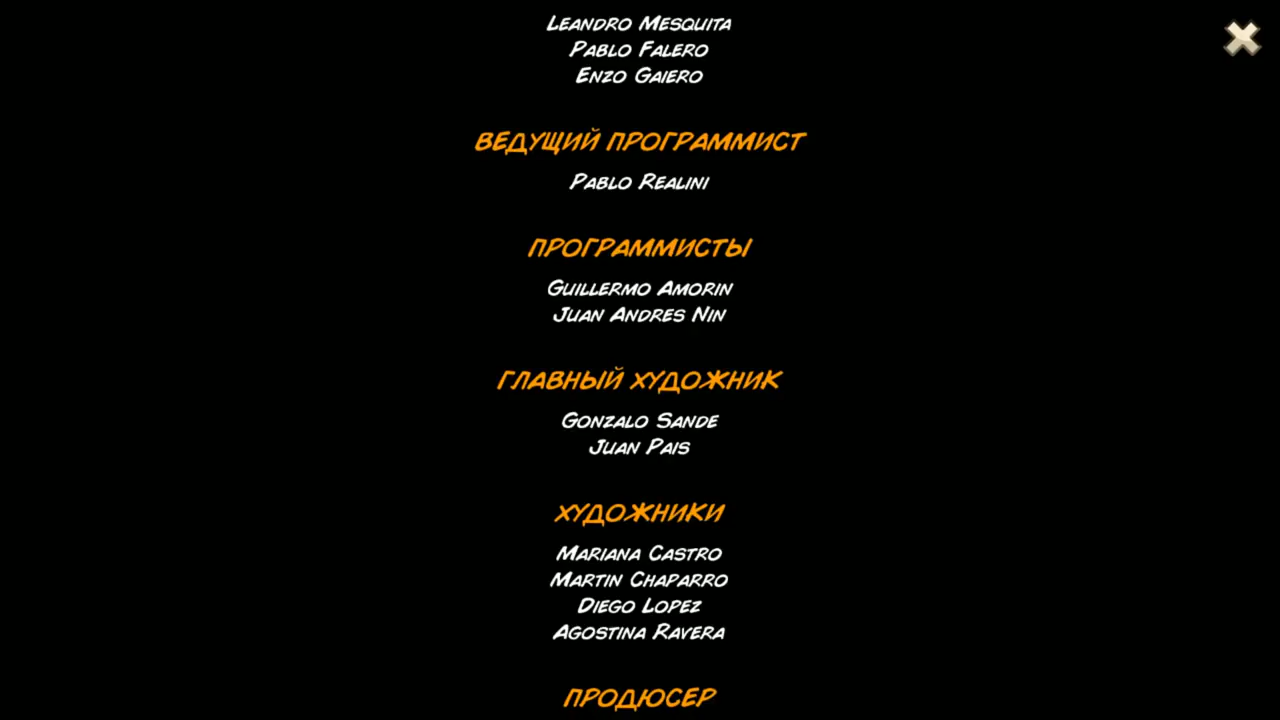 Leandro Mesquita
Pablo Falero
Enzo Gaiero
ВЕДУЩИЙ ПРОГРАММИСТ
Pablo Realini
ПРОГРАММИСТЫ
Guillermo Amorin
Juan Andres Nin
ГЛАВНЫЙ ХУДОЖНИК
Gonzalo Sande
Juan Pais
ХУДОЖНИКИ
Mariana Castro
Martin Chaparro
Diego Lopez
Agostina Ravera
ПРОДЮСЕР